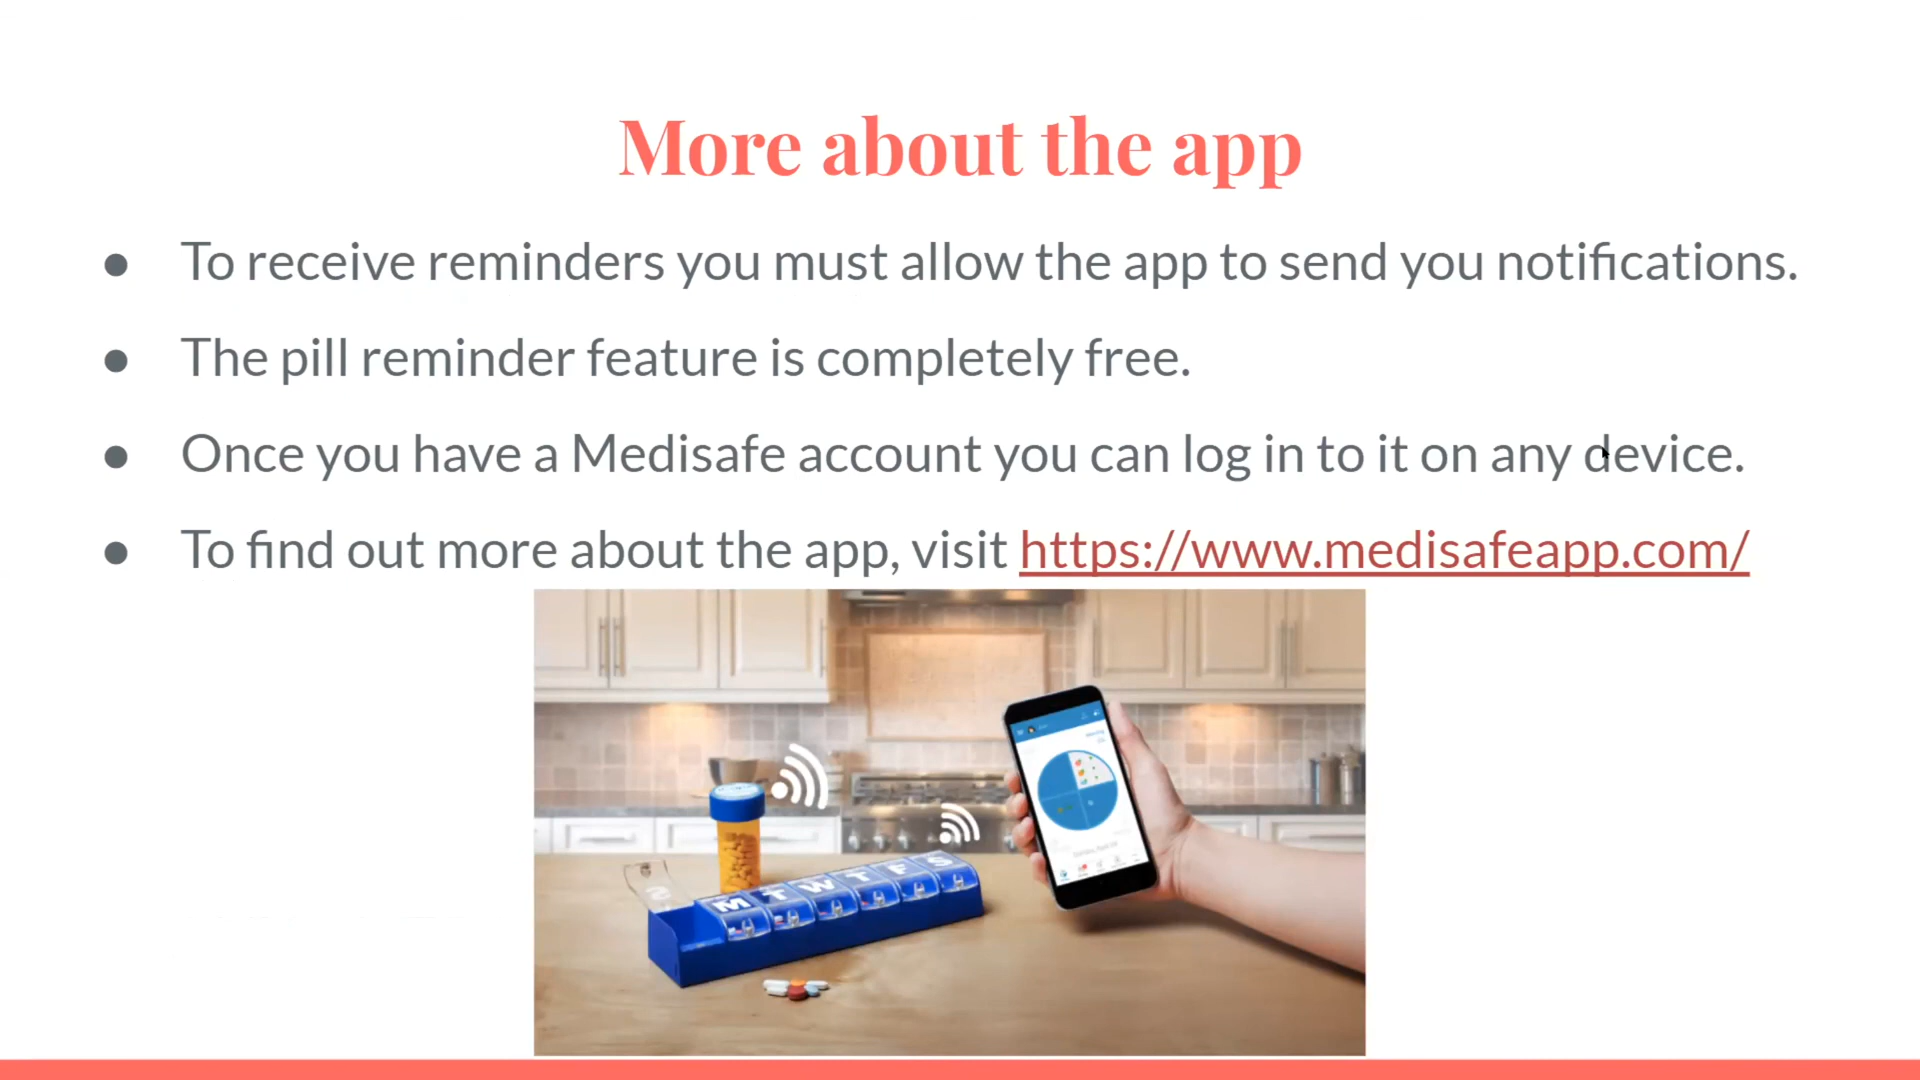 More about the app
To receive reminders you must allow the app to send you notifications.
The pill reminder feature is completely free.
Once you have a Medisafe account you can log in to it on any device.
To find out more about the app, visit https://www.medisafeapp.com/
S M T W T F S